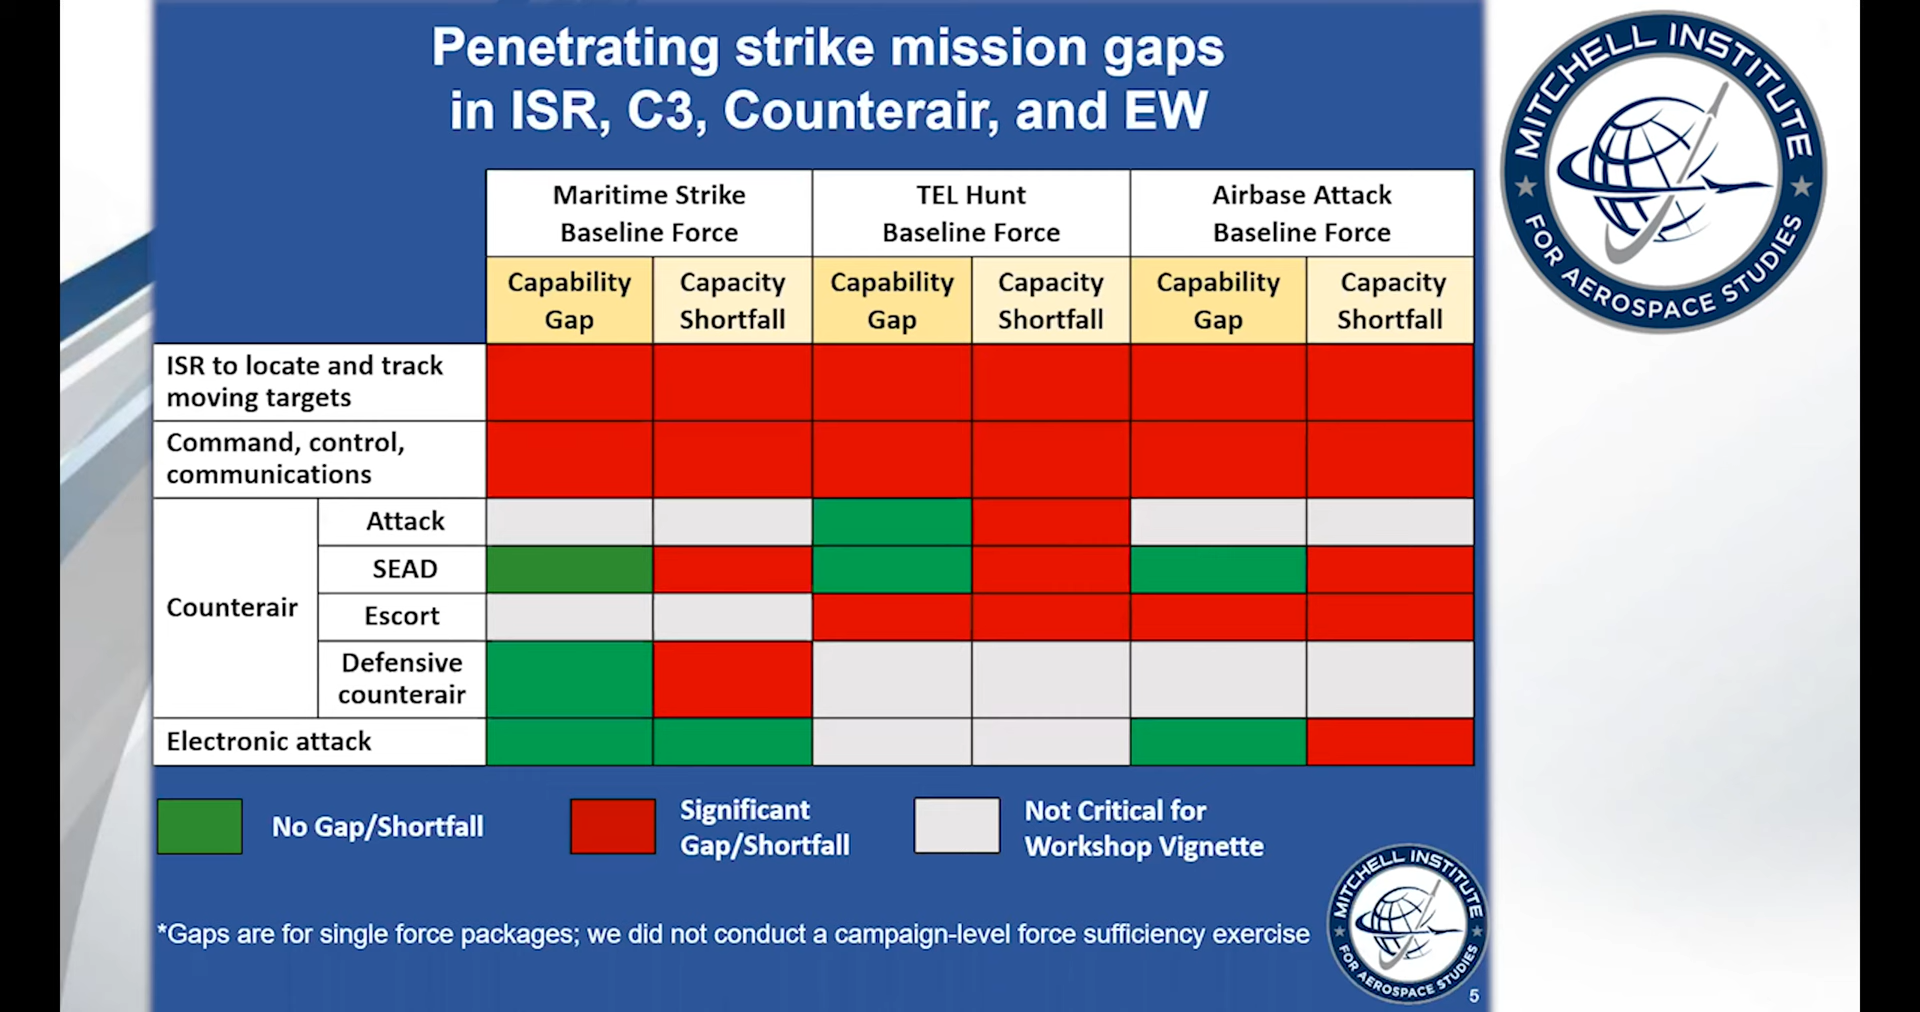 Penetrating strike mission gaps
in ISR, C3, Counterair, and EW
MITCHELL INSTITUTE
FOR AEROSPACE STUDIES
Maritime Strike
Baseline Force
TEL Hunt
Baseline Force
Airbase Attack
Baseline Force
Capability
Gap
Capacity
Shortfall
Capability
Gap
Capacity
Shortfall
Capability
Gap
Capacity
Shortfall
ISR to locate and track
moving targets
Command, control,
communications
Counterair
Attack
SEAD
Escort
Defensive
counterair
Electronic attack
No Gap/Shortfall
Significant
Gap/Shortfall
Not Critical for
Workshop Vignette
*Gaps are for single force packages; we did not conduct a campaign-level force sufficiency exercise
MITCHELL INSTITUTE
FOR AEROSPACE STUDIES
5